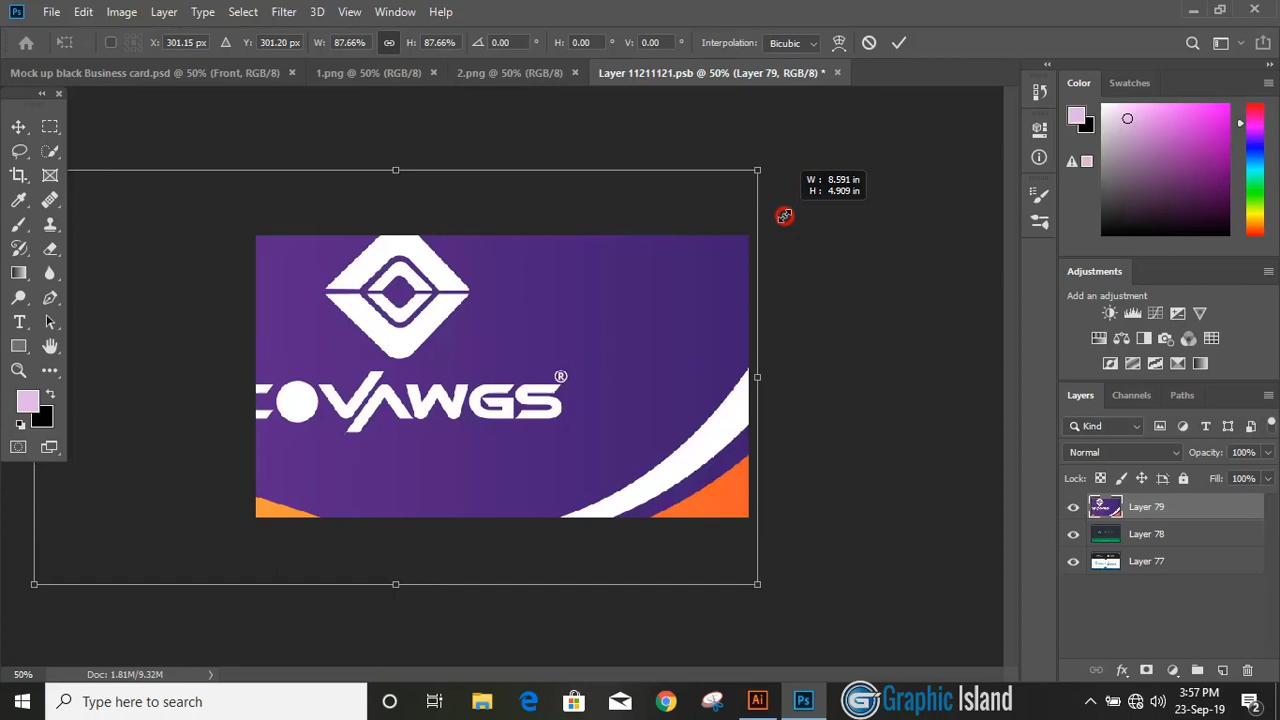 Ps File Edit Image Layer Type Select Filter 3D View Window Help
X: 301.15 px Y: 301.20 px W: 87.66% H: 87.66% 0.00 ° H: 0.00 ° V: 0.00 ° Interpolation: Bicubic
Mock up black Business card.psd @ 50% (Front, RGB/8) × 1.png @ 50% (RGB/8) × 2.png @ 50% (RGB/8) × Layer 11211121.psb @ 50% (Layer 79, RGB/8) * ×
Color Swatches
W : 8.591 in
H : 4.909 in
COVAWGS®
Adjustments
Add an adjustment
Layers Channels Paths
Kind
Normal Opacity: 100%
Lock: Fill: 100%
Layer 79
Layer 78
Layer 77
50% Doc: 1.81M/9.32M
Type here to search
Ai Ps
Graphic Island
3:57 PM
23-Sep-19
2